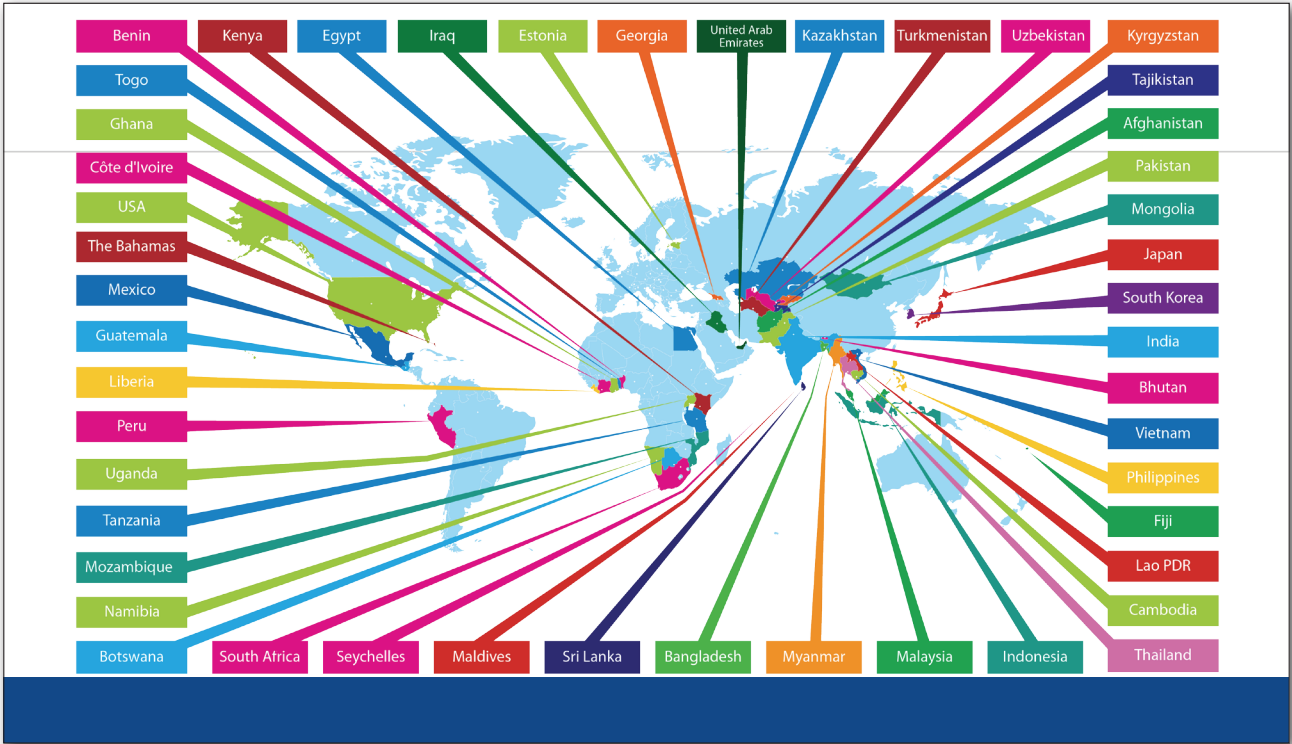 Benin
Kenya
Egypt
Iraq
Estonia
Georgia
United Arab
Emirates
Kazakhstan
Turkmenistan
Uzbekistan
Kyrgyzstan
Togo
Tajikistan
Ghana
Afghanistan
Côte d'Ivoire
Pakistan
USA
Mongolia
The Bahamas
Japan
Mexico
South Korea
Guatemala
India
Liberia
Bhutan
Peru
Vietnam
Uganda
Philippines
Tanzania
Fiji
Mozambique
Lao PDR
Namibia
Cambodia
Botswana
South Africa
Seychelles
Maldives
Sri Lanka
Bangladesh
Myanmar
Malaysia
Indonesia
Thailand